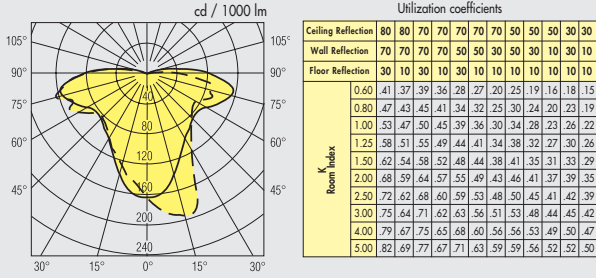 cd / 1000 lm
105° 105°
90° 90°
75° 75°
60° 60°
45° 45°
40
80
120
160
200
240
30° 15° 0° 15° 30°
Utilization coefficients
Ceiling Reflection 80 80 70 70 70 70 70 50 50 50 30 30
Wall Reflection 70 70 70 70 50 50 30 50 30 10 30 10
Floor Reflection 30 10 30 10 30 10 10 10 10 10 10 10
K
Room Index
0.60 .41 .37 .39 .36 .28 .27 .20 .25 .19 .16 .18 .15
0.80 .47 .43 .45 .41 .34 .32 .25 .30 .24 .20 .23 .19
1.00 .53 .47 .50 .45 .39 .36 .30 .34 .28 .23 .26 .22
1.25 .58 .51 .55 .49 .44 .41 .34 .38 .32 .27 .30 .26
1.50 .62 .54 .58 .52 .48 .44 .38 .41 .35 .31 .33 .29
2.00 .68 .59 .64 .57 .55 .49 .43 .46 .41 .37 .39 .35
2.50 .72 .62 .68 .60 .59 .53 .48 .50 .45 .41 .42 .39
3.00 .75 .64 .71 .62 .63 .56 .51 .53 .48 .44 .45 .42
4.00 .79 .67 .75 .65 .68 .60 .56 .56 .53 .49 .50 .47
5.00 .82 .69 .77 .67 .71 .63 .59 .59 .56 .52 .52 .50